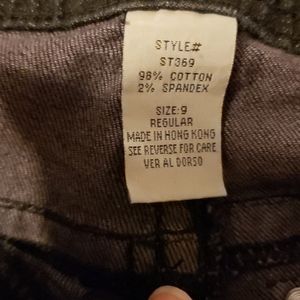 STYLE#
ST369
98% COTTON
2% SPANDEX
SIZE:9
REGULAR
MADE IN HONG KONG
SEE REVERSE FOR CARE
VER AL DORSO